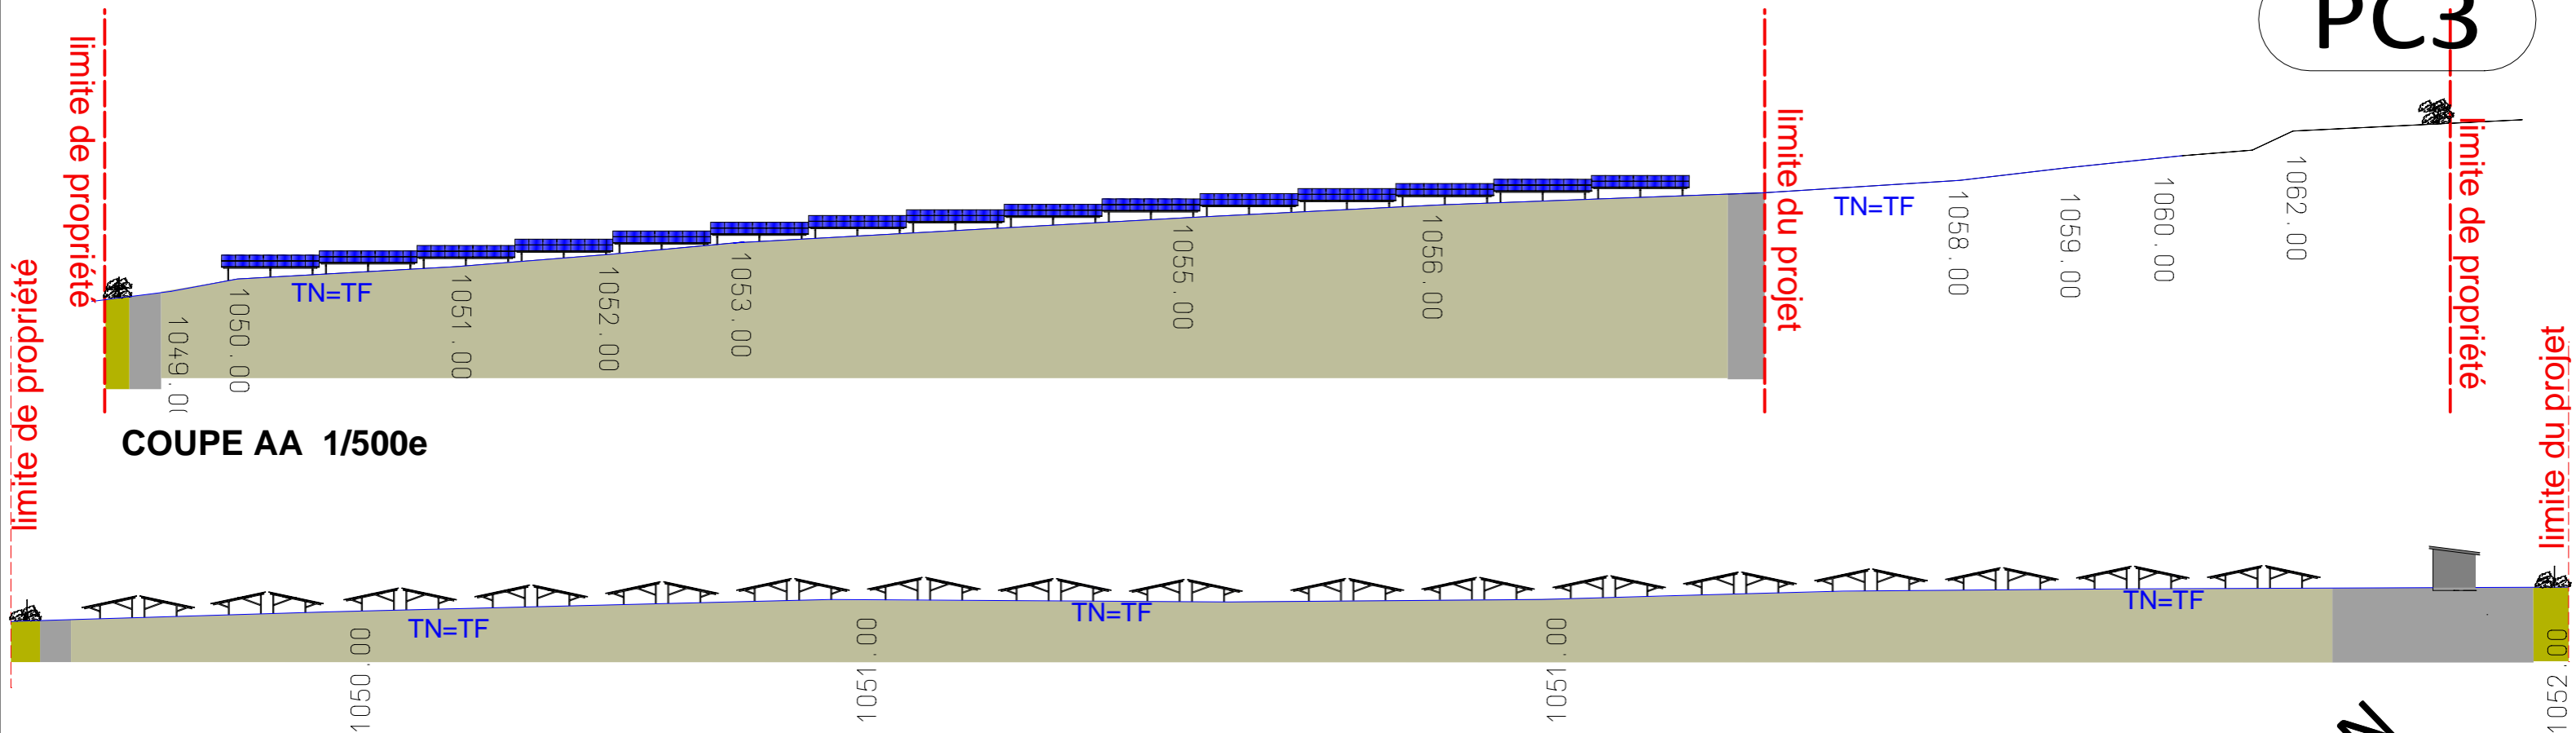 PC3
limite de propriété
limite de propriété
limite du projet
limite de propriété
limite du projet
TN=TF
TN=TF
1049.00
1050.00
1051.00
1052.00
1053.00
1055.00
1056.00
1058.00
1059.00
1060.00
1062.00
COUPE AA 1/500e
TN=TF
TN=TF
TN=TF
1050.00
1051.00
1051.00
1052.00
N